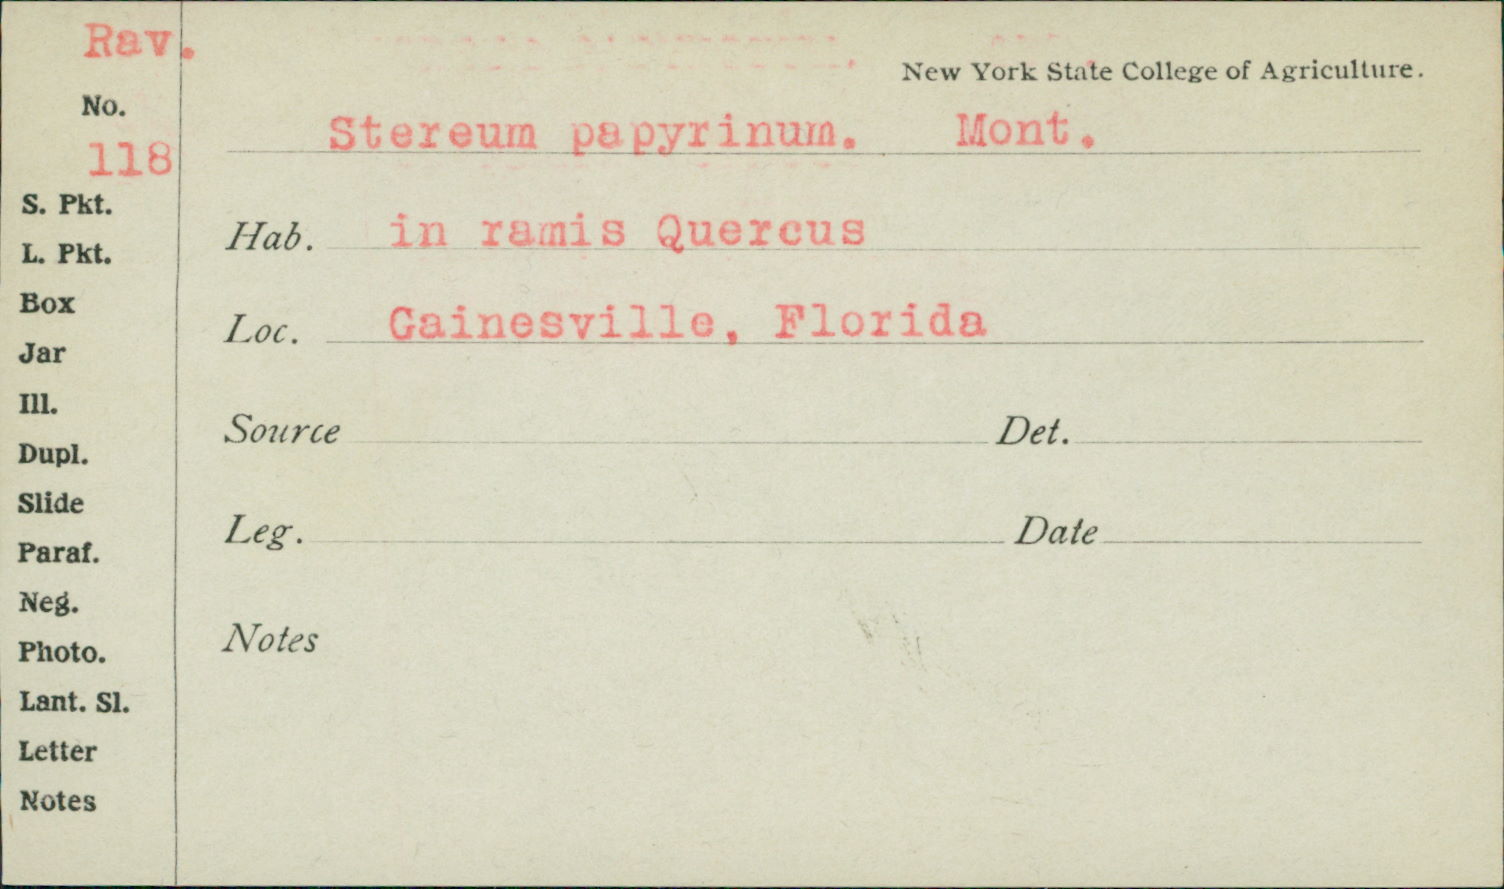 Rav.
New York State College of Agriculture.
No.
118
Stereum papyrinum. Mont.
Hab. in ramis Quercus
Loc. Gainesville, Florida
Source Det.
Leg. Date
Notes
S. Pkt.
L. Pkt.
Box
Jar
Ill.
Dupl.
Slide
Paraf.
Neg.
Photo.
Lant. Sl.
Letter
Notes